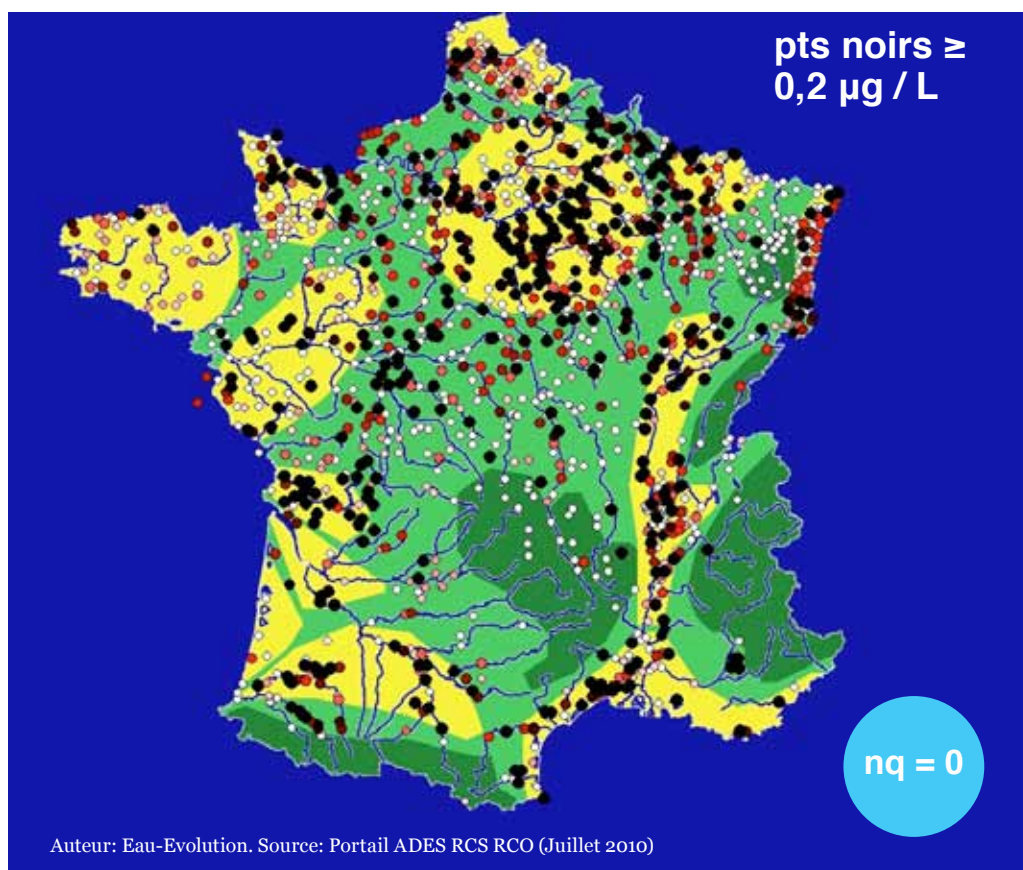 pts noirs ≥
0,2 µg / L
nq = 0
Auteur: Eau-Evolution. Source: Portail ADES RCS RCO (Juillet 2010)